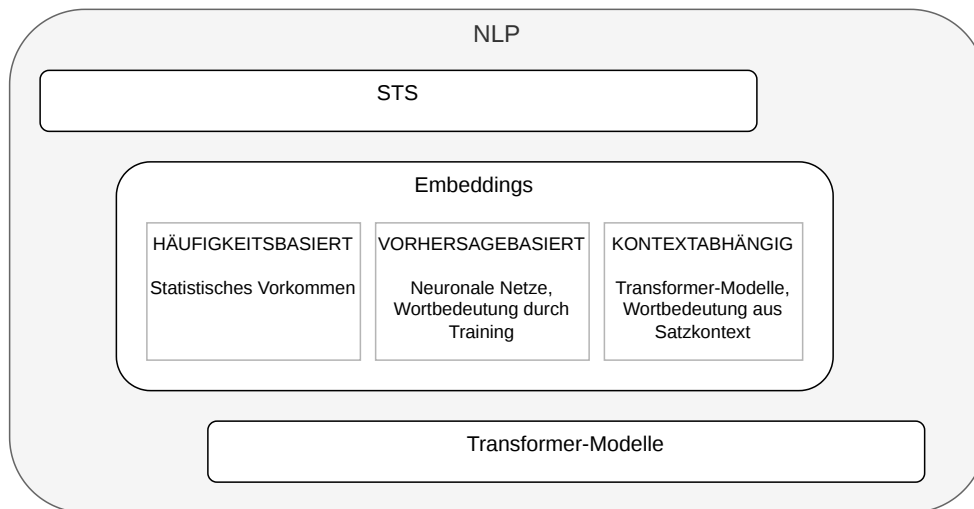 NLP
STS
Embeddings
HÄUFIGKEITSBASIERT
Statistisches Vorkommen
VORHERSAGEBASIERT
Neuronale Netze,
Wortbedeutung durch
Training
KONTEXTABHÄNGIG
Transformer-Modelle,
Wortbedeutung aus
Satzkontext
Transformer-Modelle